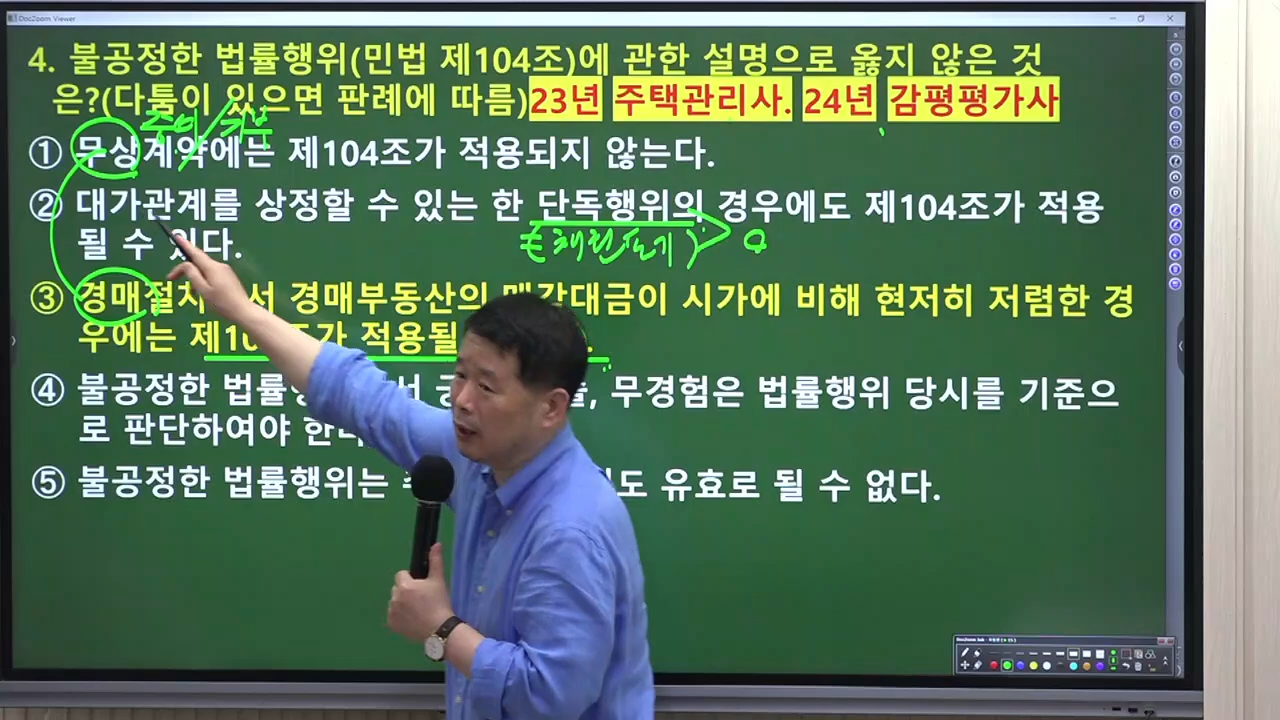 DocZoom Viewer
4. 불공정한 법률행위(민법 제104조)에 관한 설명으로 옳지 않은 것
은?(다툼이 있으면 판례에 따름) 23년 주택관리사. 24년 감평평가사
증여/기부
① 무상계약에는 제104조가 적용되지 않는다.
② 대가관계를 상정할 수 있는 한 단독행위의 경우에도 제104조가 적용
될 수 있다.
(채권포기) O
③ 경매절차 서 경매부동산의 매각대금이 시가에 비해 현저히 저렴한 경
우에는 제10 조가 적용될
④ 불공정한 법률행 서 무경험은 법률행위 당시를 기준으
로 판단하여야 한다
⑤ 불공정한 법률행위는 도 유효로 될 수 없다.